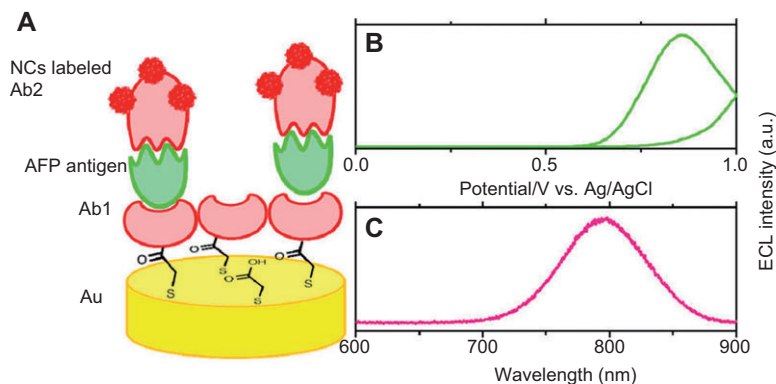 A
NCs labeled
Ab2
AFP antigen
Ab1
Au
O
S
O
S
O
OH
S
O
S
B
0.0 0.5 1.0
Potential/V vs. Ag/AgCl
C
600 700 800 900
Wavelength (nm)
ECL intensity (a.u.)